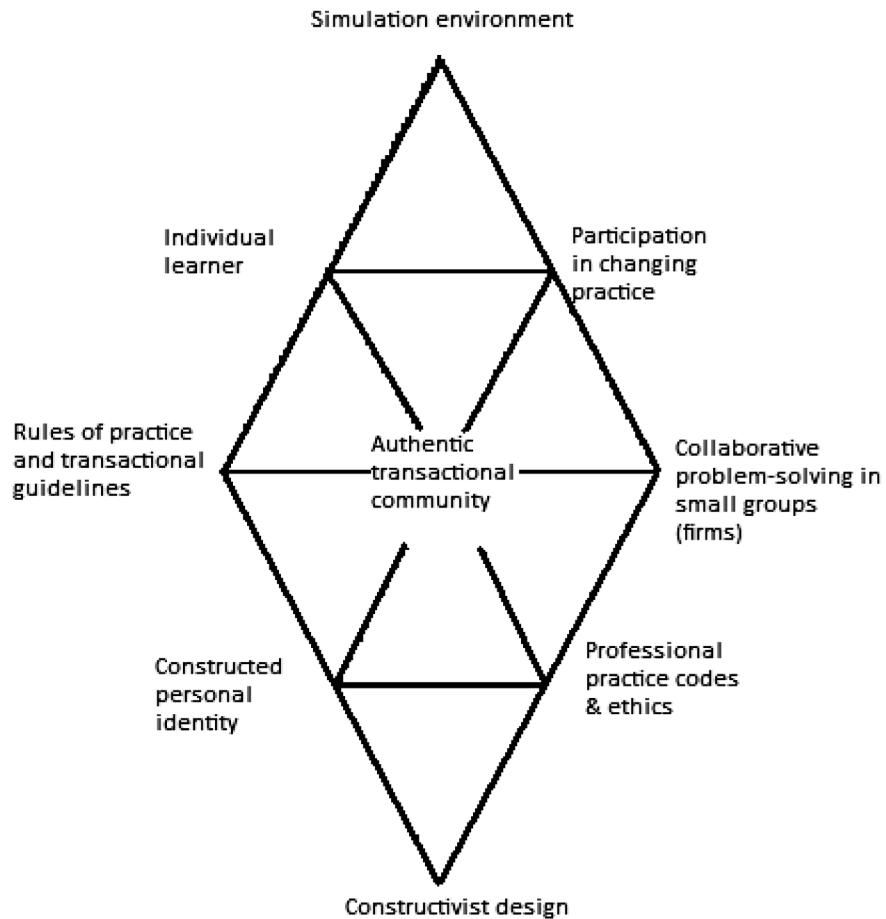 Simulation environment
Individual
learner
Participation
in changing
practice
Rules of practice
and transactional
guidelines
Authentic
transactional
community
Collaborative
problem-solving in
small groups
(firms)
Constructed
personal
identity
Professional
practice codes
& ethics
Constructivist design